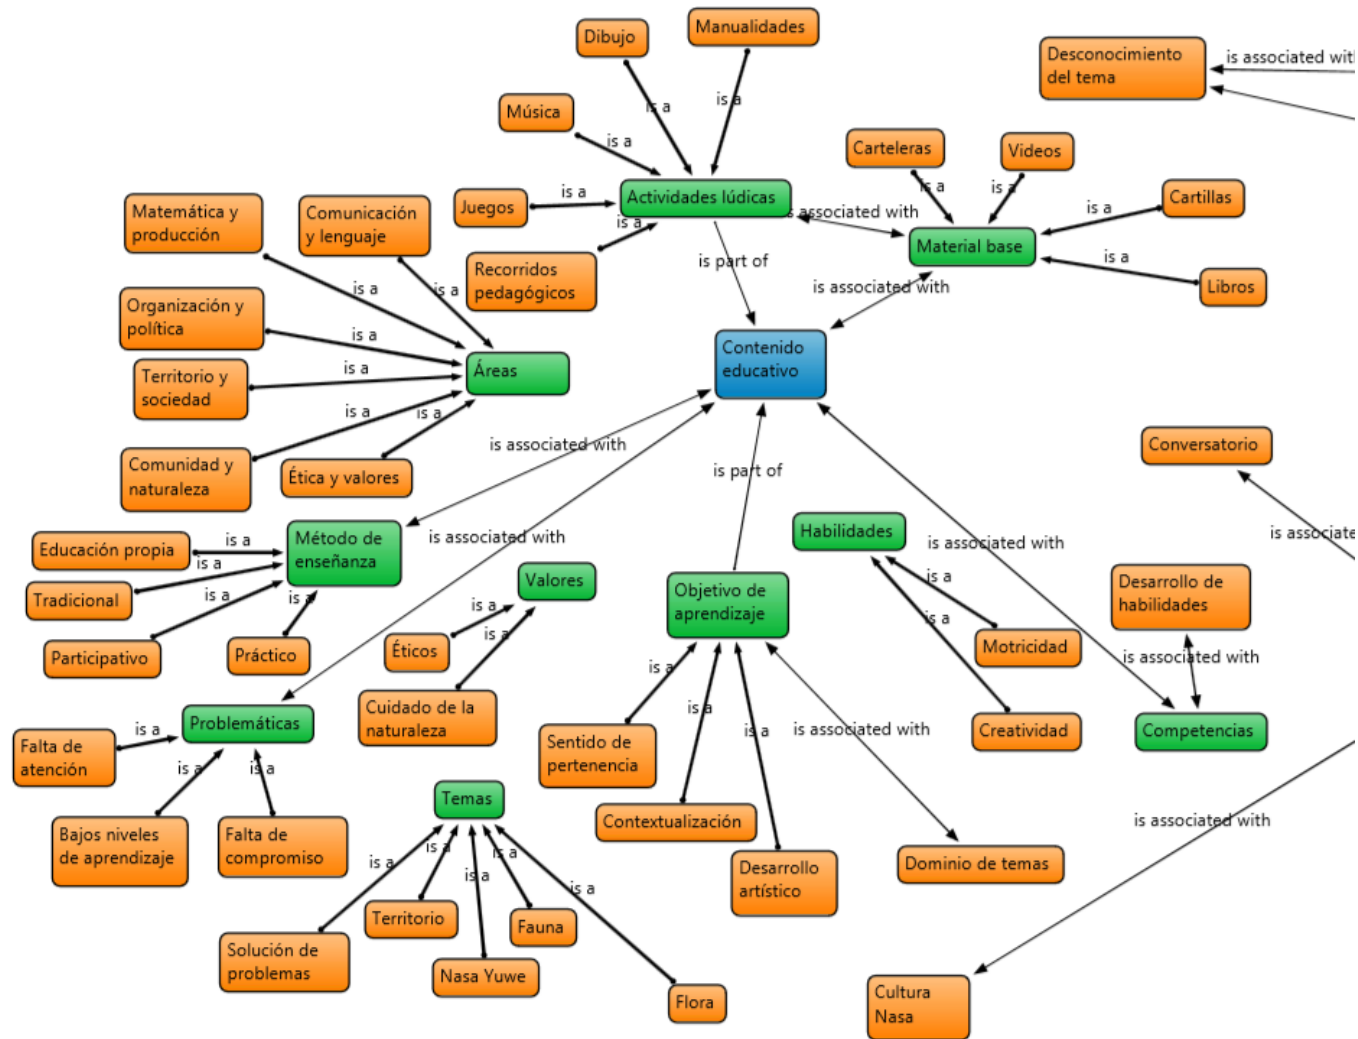 Dibujo
Manualidades
Desconocimiento
del tema
is associated with
Música
is a
is a
is a
Carteleras
Videos
is a
is a
Cartillas
is a
Juegos
is a
Actividades lúdicas
is associated with
Material base
is a
Libros
is a
Recorridos
pedagógicos
is part of
is associated with
Matemática y
producción
Comunicación
y lenguaje
is a
is a
Organización y
política
is a
Territorio y
sociedad
is a
Áreas
Contenido
educativo
is a
is a
Comunidad y
naturaleza
Ética y valores
is associated with
is part of
Conversatorio
Educación propia
is a
Método de
enseñanza
is associated with
Habilidades
is associated with
is associate
Tradicional
is a
is a
is a
Participativo
Práctico
Valores
is a
is a
Éticos
Cuidado de la
naturaleza
Objetivo de
aprendizaje
is a
is a
Motricidad
Creatividad
Desarrollo de
habilidades
is associated with
Competencias
Problemáticas
is a
Falta de
atención
is a
is a
Bajos niveles
de aprendizaje
Falta de
compromiso
is a
is a
is a
is associated with
Sentido de
pertenencia
Contextualización
Desarrollo
artístico
Dominio de temas
is associated with
Temas
is a
is a
is a
is a
is a
Solución de
problemas
Territorio
Nasa Yuwe
Fauna
Flora
Cultura
Nasa